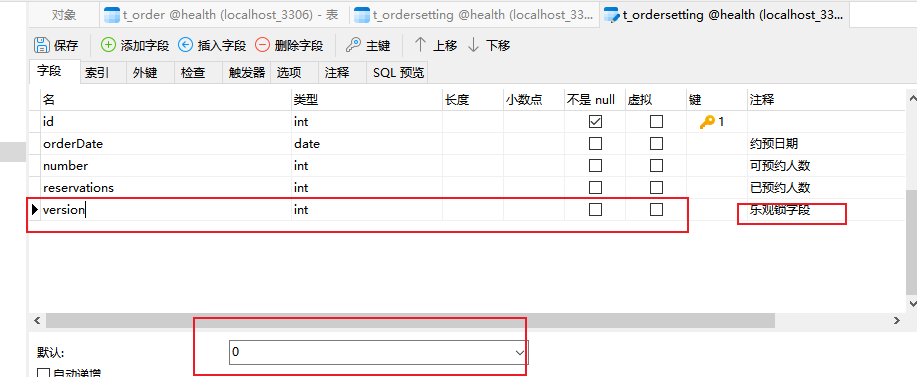 对象 t_order @health (localhost_3306) - 表 t_ordersetting @health (localhost_33... t_ordersetting @health (localhost_33...
保存 添加字段 插入字段 删除字段 主键 上移 下移
字段 索引 外键 检查 触发器 选项 注释 SQL 预览
名 类型 长度 小数点 不是 null 虚拟 键 注释
id int 1
orderDate date 约预日期
number int 可预约人数
reservations int 已预约人数
version int 乐观锁字段
默认: 0
自动递增